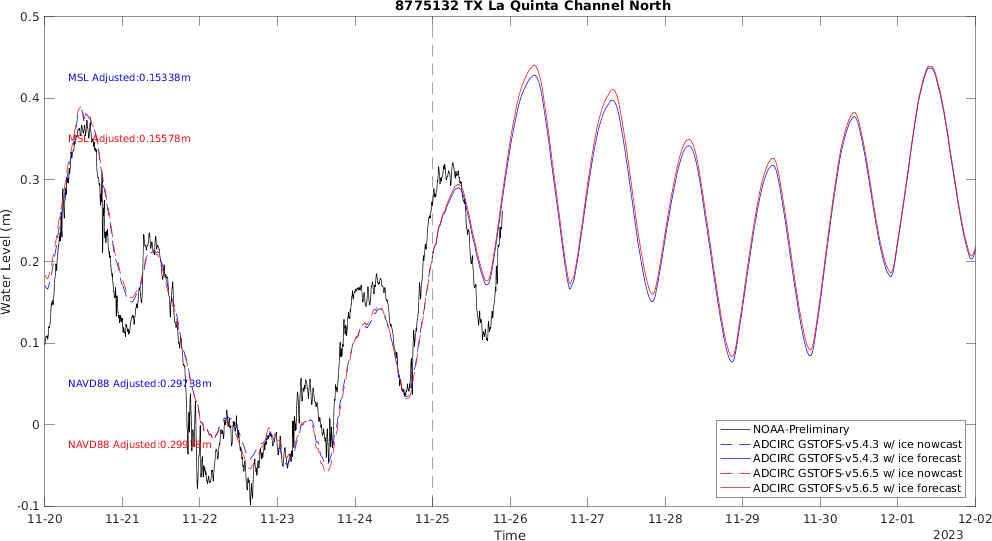 8775132 TX La Quinta Channel North
0.5
0.4
0.3
0.2
0.1
0
-0.1
Water Level (m)
MSL Adjusted:0.15338m
MSL Adjusted:0.15578m
NAVD88 Adjusted:0.29738m
NAVD88 Adjusted:0.29978m
NOAA-Preliminary
ADCIRC GSTOFS-v5.4.3 w/ ice nowcast
ADCIRC GSTOFS-v5.4.3 w/ ice forecast
ADCIRC GSTOFS-v5.6.5 w/ ice nowcast
ADCIRC GSTOFS-v5.6.5 w/ ice forecast
11-20 11-21 11-22 11-23 11-24 11-25 11-26 11-27 11-28 11-29 11-30 12-01 12-02
Time
2023